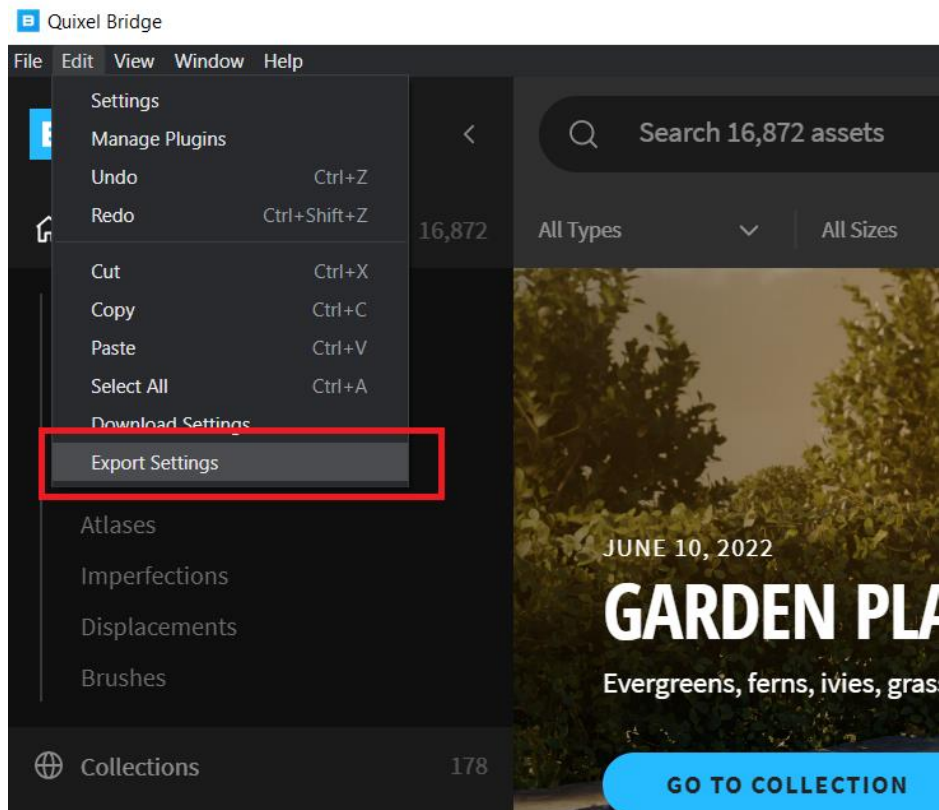 Quixel Bridge
File Edit View Window Help
Settings
Manage Plugins
Undo Ctrl+Z
Redo Ctrl+Shift+Z
Cut Ctrl+X
Copy Ctrl+C
Paste Ctrl+V
Select All Ctrl+A
Download Settings
Export Settings
16,872
Atlases
Imperfections
Displacements
Brushes
Collections 178
Search 16,872 assets
All Types All Sizes
JUNE 10, 2022
GARDEN PLA
Evergreens, ferns, ivies, gras
GO TO COLLECTION